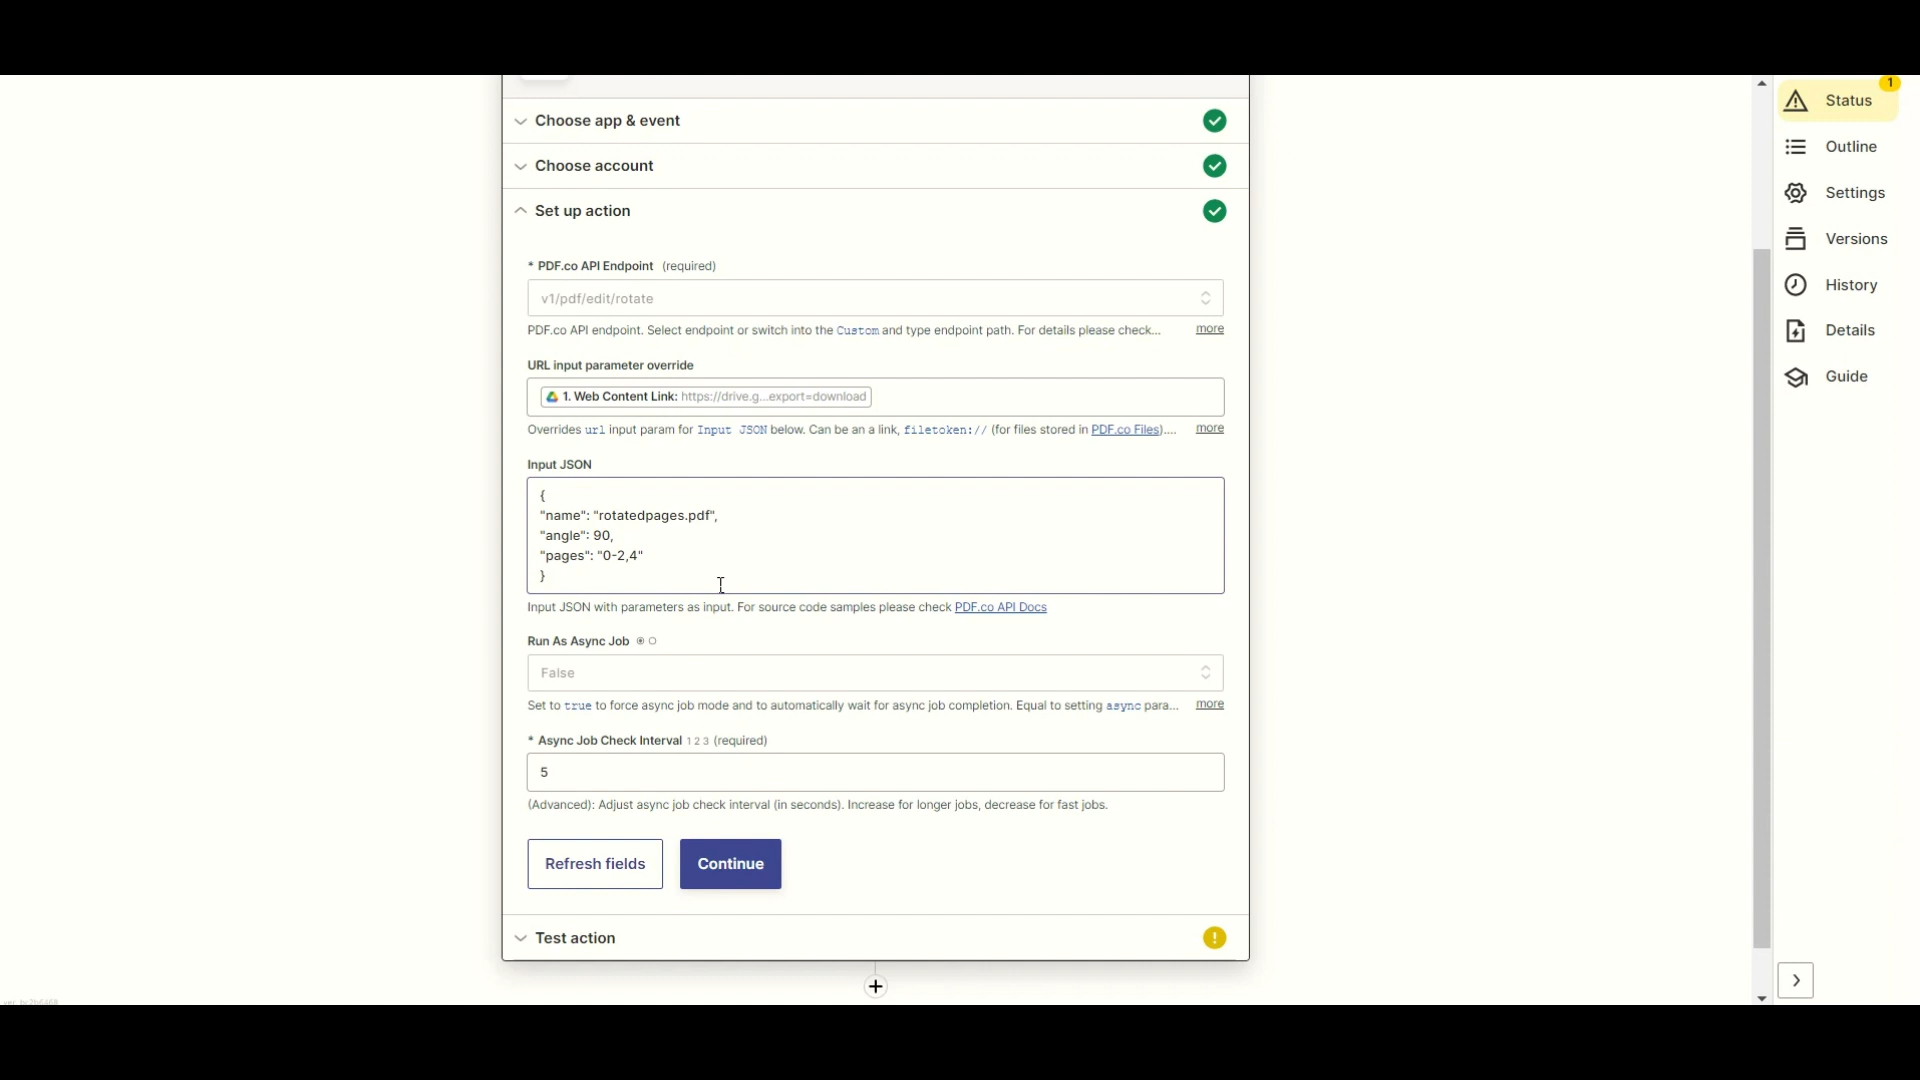 Choose app & event
Choose account
Set up action
* PDF.co API Endpoint (required)
v1/pdf/edit/rotate
PDF.co API endpoint. Select endpoint or switch into the Custom and type endpoint path. For details please check... more
URL input parameter override
1. Web Content Link: https://drive.g...export=download
Overrides url input param for Input JSON below. Can be an a link, filetoken:// (for files stored in PDF.co Files).... more
Input JSON
{
"name": "rotatedpages.pdf",
"angle": 90,
"pages": "0-2,4"
}
Input JSON with parameters as input. For source code samples please check PDF.co API Docs
Run As Async Job
False
Set to true to force async job mode and to automatically wait for async job completion. Equal to setting async para... more
* Async Job Check Interval 1 2 3 (required)
5
(Advanced): Adjust async job check interval (in seconds). Increase for longer jobs, decrease for fast jobs.
Refresh fields Continue
Test action
1
Status
Outline
Settings
Versions
History
Details
Guide